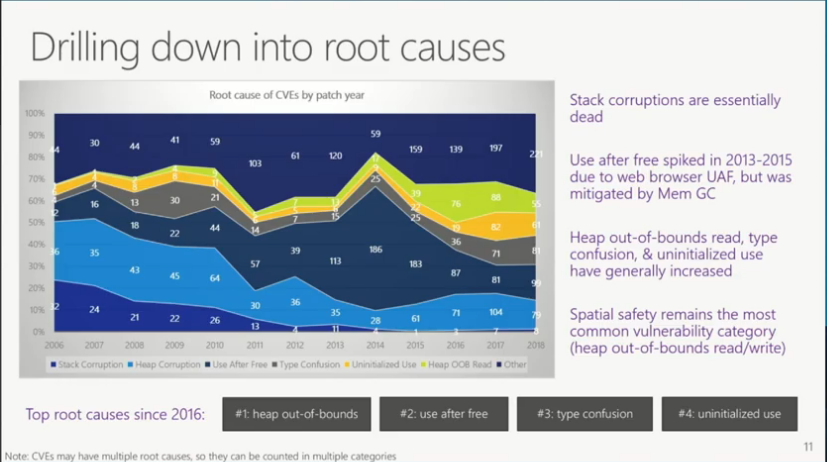 Drilling down into root causes
Root cause of CVEs by patch year
100%
90%
80%
70%
60%
50%
40%
30%
20%
10%
0%
44 30 44 41 59 103 61 120 59 159 139 197 221
39 76 88 55
22 19 82 61
4 13 30 21 14 7 15 25 25 36 71 81
16 18 22 44 57 39 113 186 183 87 81 99
35 43 45 64 30 36 35 28 61 71 104 79
24 21 22 26 13 4 11 4 1 3 7 8
2006 2007 2008 2009 2010 2011 2012 2013 2014 2015 2016 2017 2018
Stack Corruption Heap Corruption Use After Free Type Confusion Uninitialized Use Heap OOB Read Other
Stack corruptions are essentially
dead
Use after free spiked in 2013-2015
due to web browser UAF, but was
mitigated by Mem GC
Heap out-of-bounds read, type
confusion, & uninitialized use
have generally increased
Spatial safety remains the most
common vulnerability category
(heap out-of-bounds read/write)
Top root causes since 2016: #1: heap out-of-bounds #2: use after free #3: type confusion #4: uninitialized use
11
Note: CVEs may have multiple root causes, so they can be counted in multiple categories